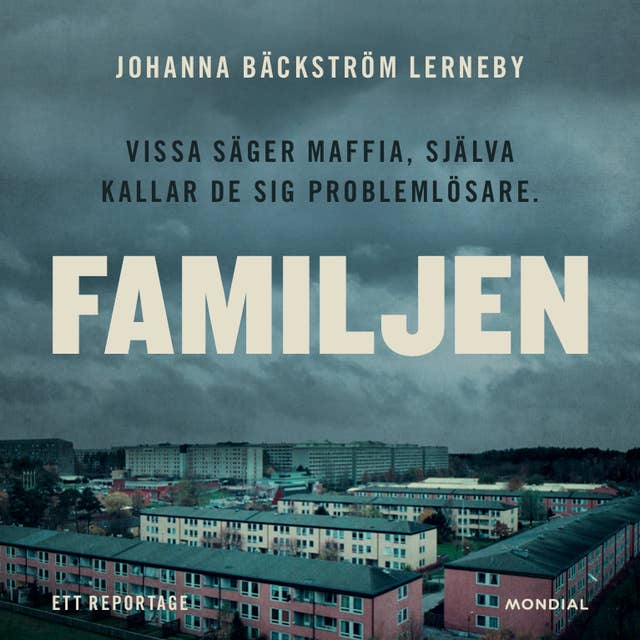 JOHANNA BÄCKSTRÖM LERNEBY
VISSA SÄGER MAFFIA, SJÄLVA
KALLAR DE SIG PROBLEMLÖSARE.
FAMILJEN
ETT REPORTAGE
MONDIAL